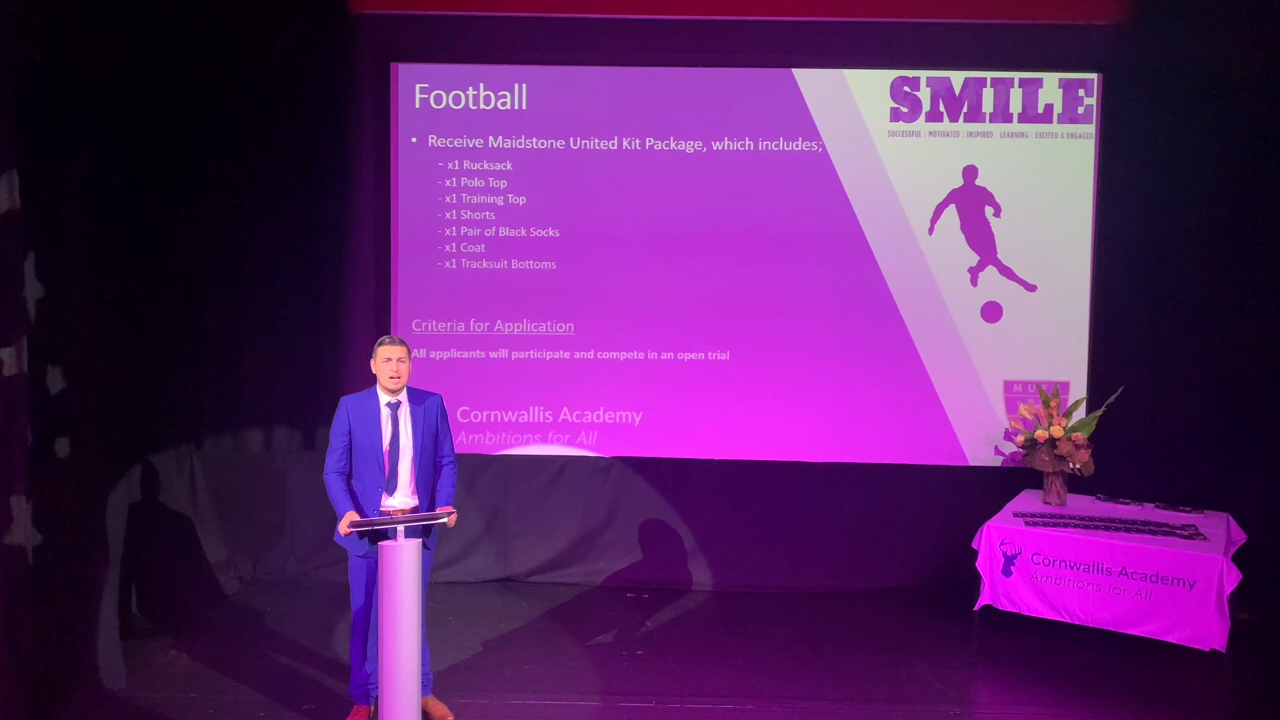 Football
• Receive Maidstone United Kit Package, which includes;
- x1 Rucksack
- x1 Polo Top
- x1 Training Top
- x1 Shorts
- x1 Pair of Black Socks
- x1 Coat
- x1 Tracksuit Bottoms
Criteria for Application
All applicants will participate and compete in an open trial
Cornwallis Academy
Ambitions for All
SMILE
SUCCESSFUL | MOTIVATED | INSPIRED | LEARNING | EXCITED & ENGAGED
Cornwallis Academy
Ambitions for All